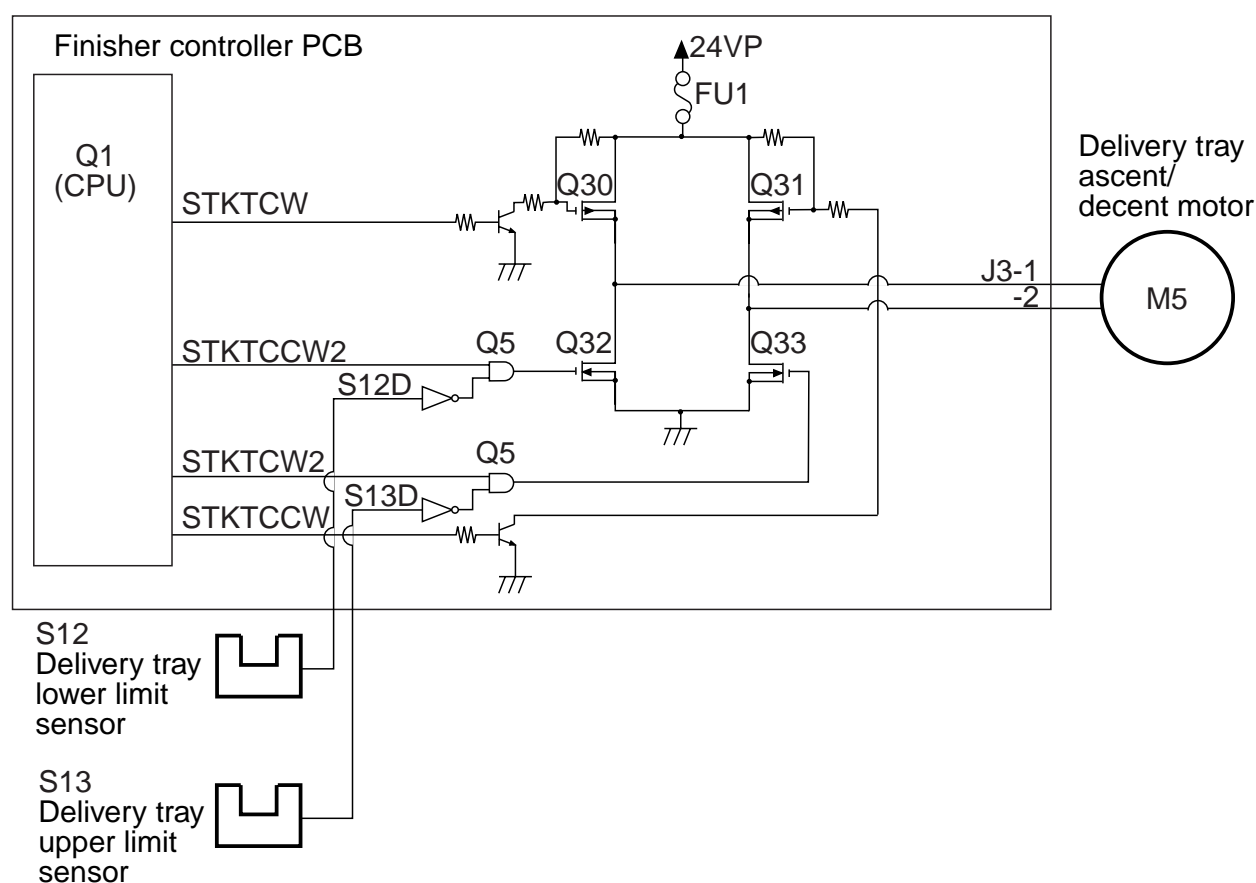 Finisher controller PCB
24VP
FU1
Q1
(CPU)
Q30
Q31
STKTCW
Delivery tray
ascent/
decent motor
J3-1
-2
M5
STKTCCW2
Q5
Q32
Q33
S12D
STKTCW2
Q5
S13D
STKTCCW
S12
Delivery tray
lower limit
sensor
S13
Delivery tray
upper limit
sensor